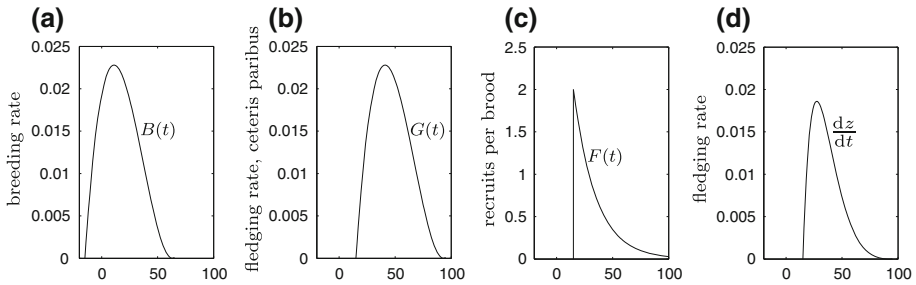 (a)
breeding rate
0.025
0.02
0.015
0.01
0.005
0
0 50 100
B(t)
(b)
fledging rate, ceteris paribus
0.025
0.02
0.015
0.01
0.005
0
0 50 100
G(t)
(c)
recruits per brood
2.5
2
1.5
1
0.5
0
0 50 100
F(t)
(d)
fledging rate
0.025
0.02
0.015
0.01
0.005
0
0 50 100
dz
dt